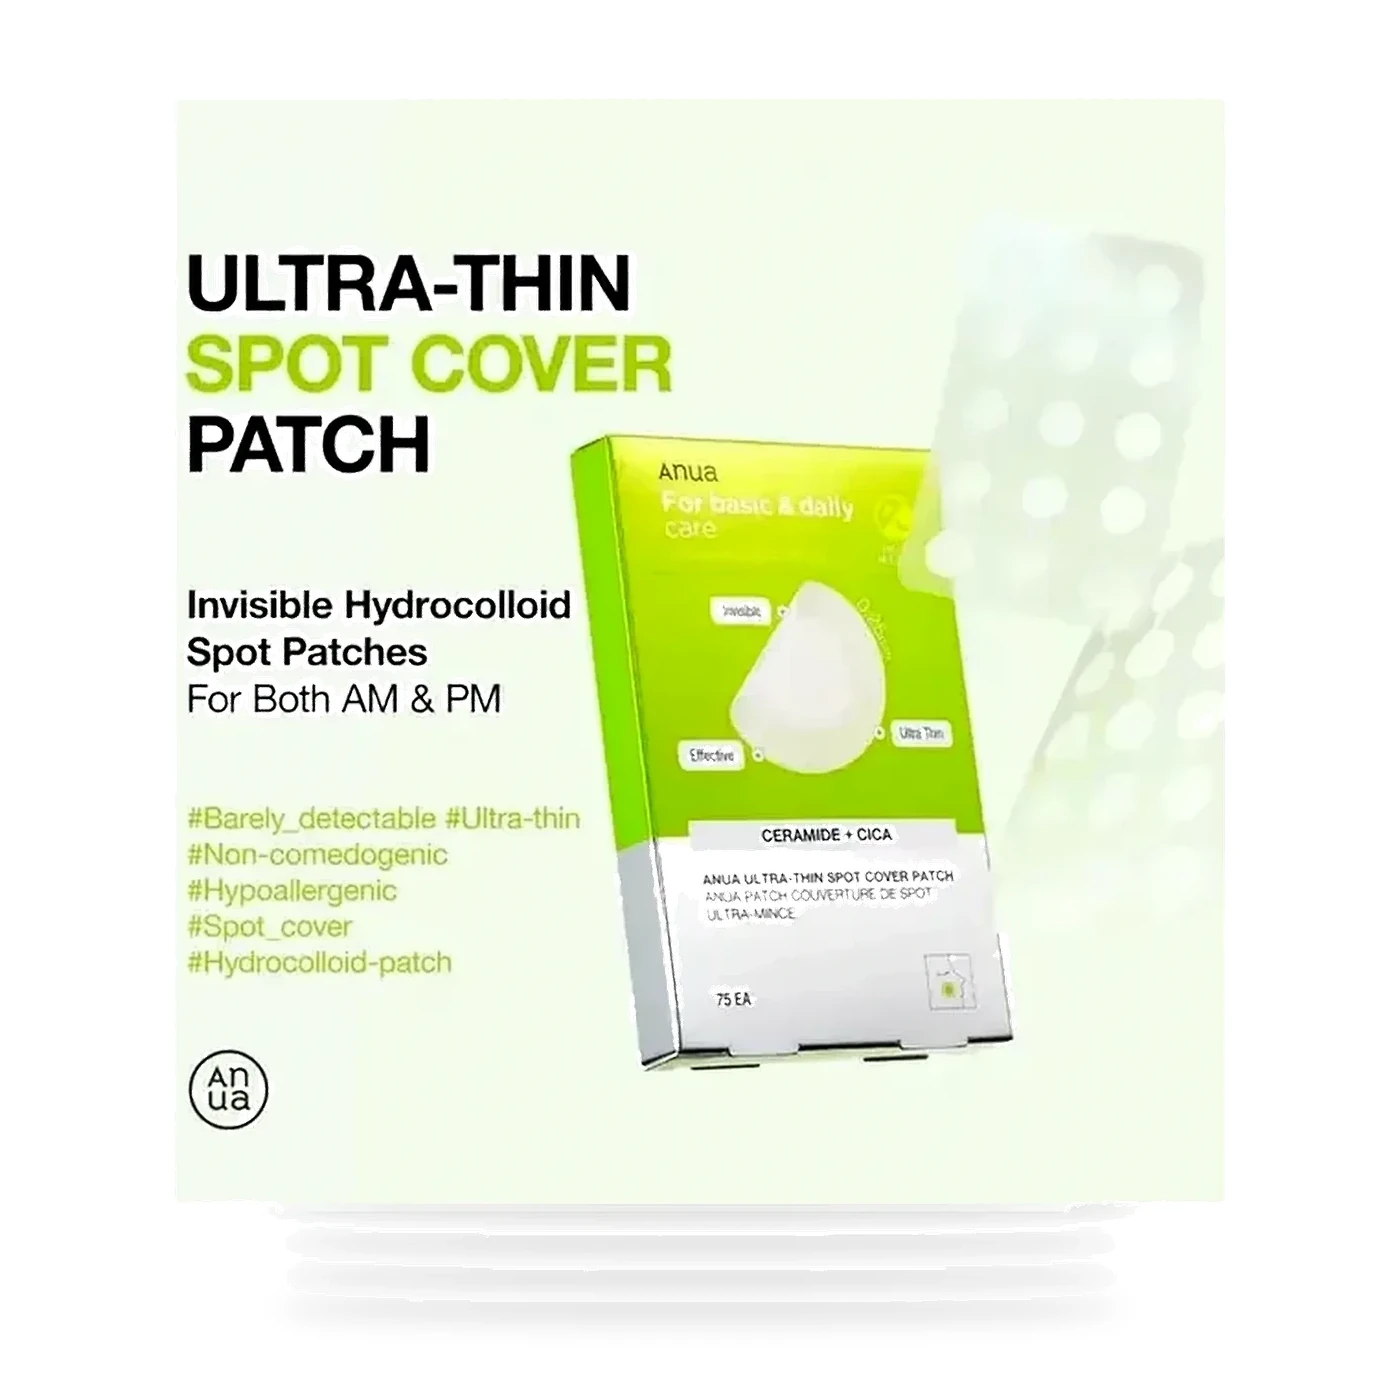 ULTRA-THIN
SPOT COVER
PATCH
Invisible Hydrocolloid
Spot Patches
For Both AM & PM
#Barely_detectable #Ultra-thin
#Non-comedogenic
#Hypoallergenic
#Spot_cover
#Hydrocolloid-patch
An
ua
Anua
For basic & daily
care
Invisible
Ultra Thin
Effective
CERAMIDE + CICA
ANUA ULTRA-THIN SPOT COVER PATCH
ANUA PATCH COUVERTURE DE SPOT
ULTRA-MINCE
75 EA